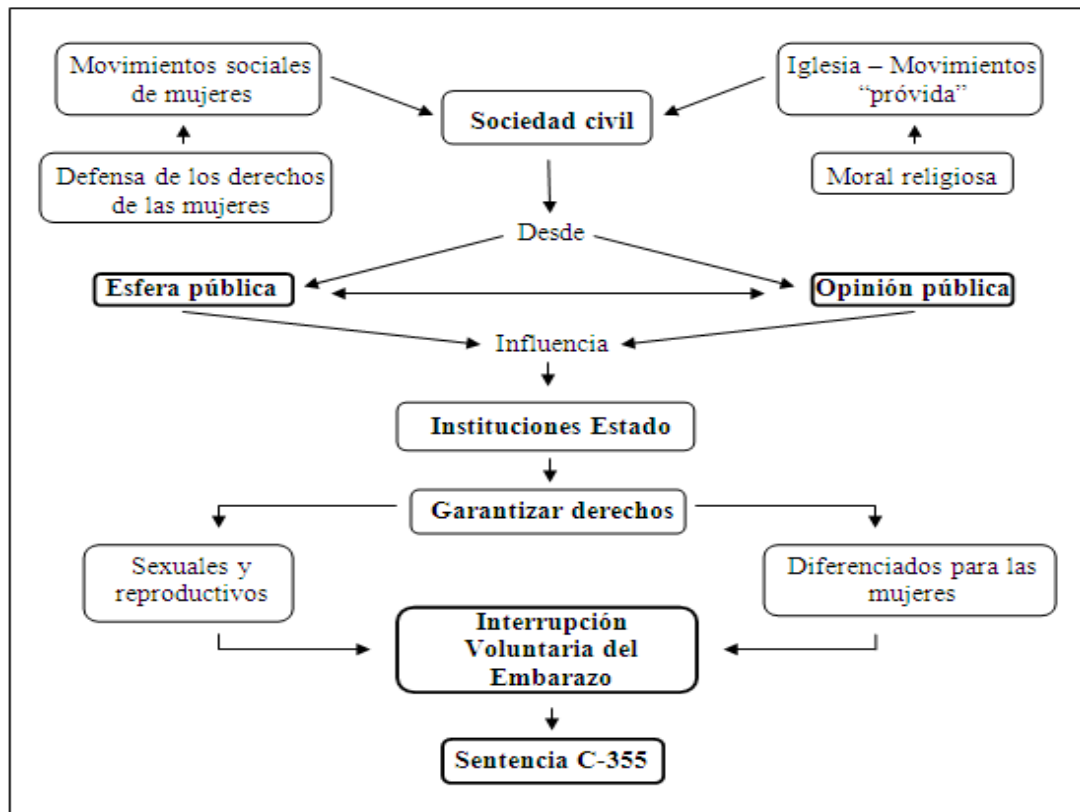 Movimientos sociales
de mujeres
Iglesia – Movimientos
“próvida”
Sociedad civil
Defensa de los derechos
de las mujeres
Moral religiosa
Desde
Esfera pública
Opinión pública
Influencia
Instituciones Estado
Garantizar derechos
Sexuales y
reproductivos
Diferenciados para las
mujeres
Interrupción
Voluntaria del
Embarazo
Sentencia C-355